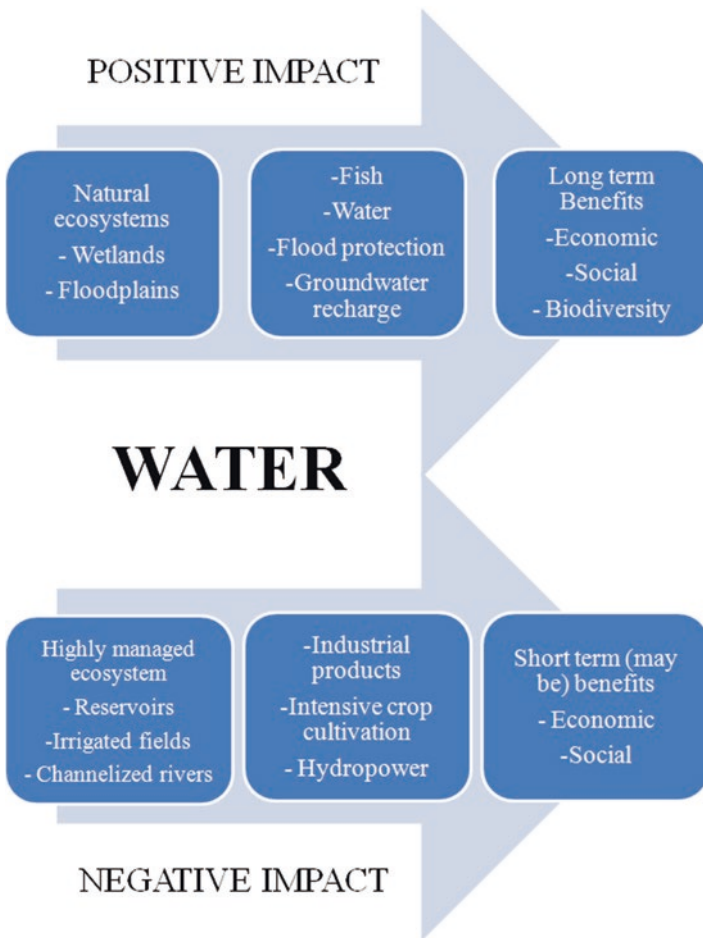 POSITIVE IMPACT
Natural
ecosystems
- Wetlands
- Floodplains
-Fish
-Water
-Flood protection
-Groundwater
recharge
Long term
Benefits
-Economic
-Social
- Biodiversity
WATER
Highly managed
ecosystem
- Reservoirs
-Irrigated fields
- Channelized rivers
-Industrial
products
-Intensive crop
cultivation
- Hydropower
Short term (may
be) benefits
- Economic
-Social
NEGATIVE IMPACT